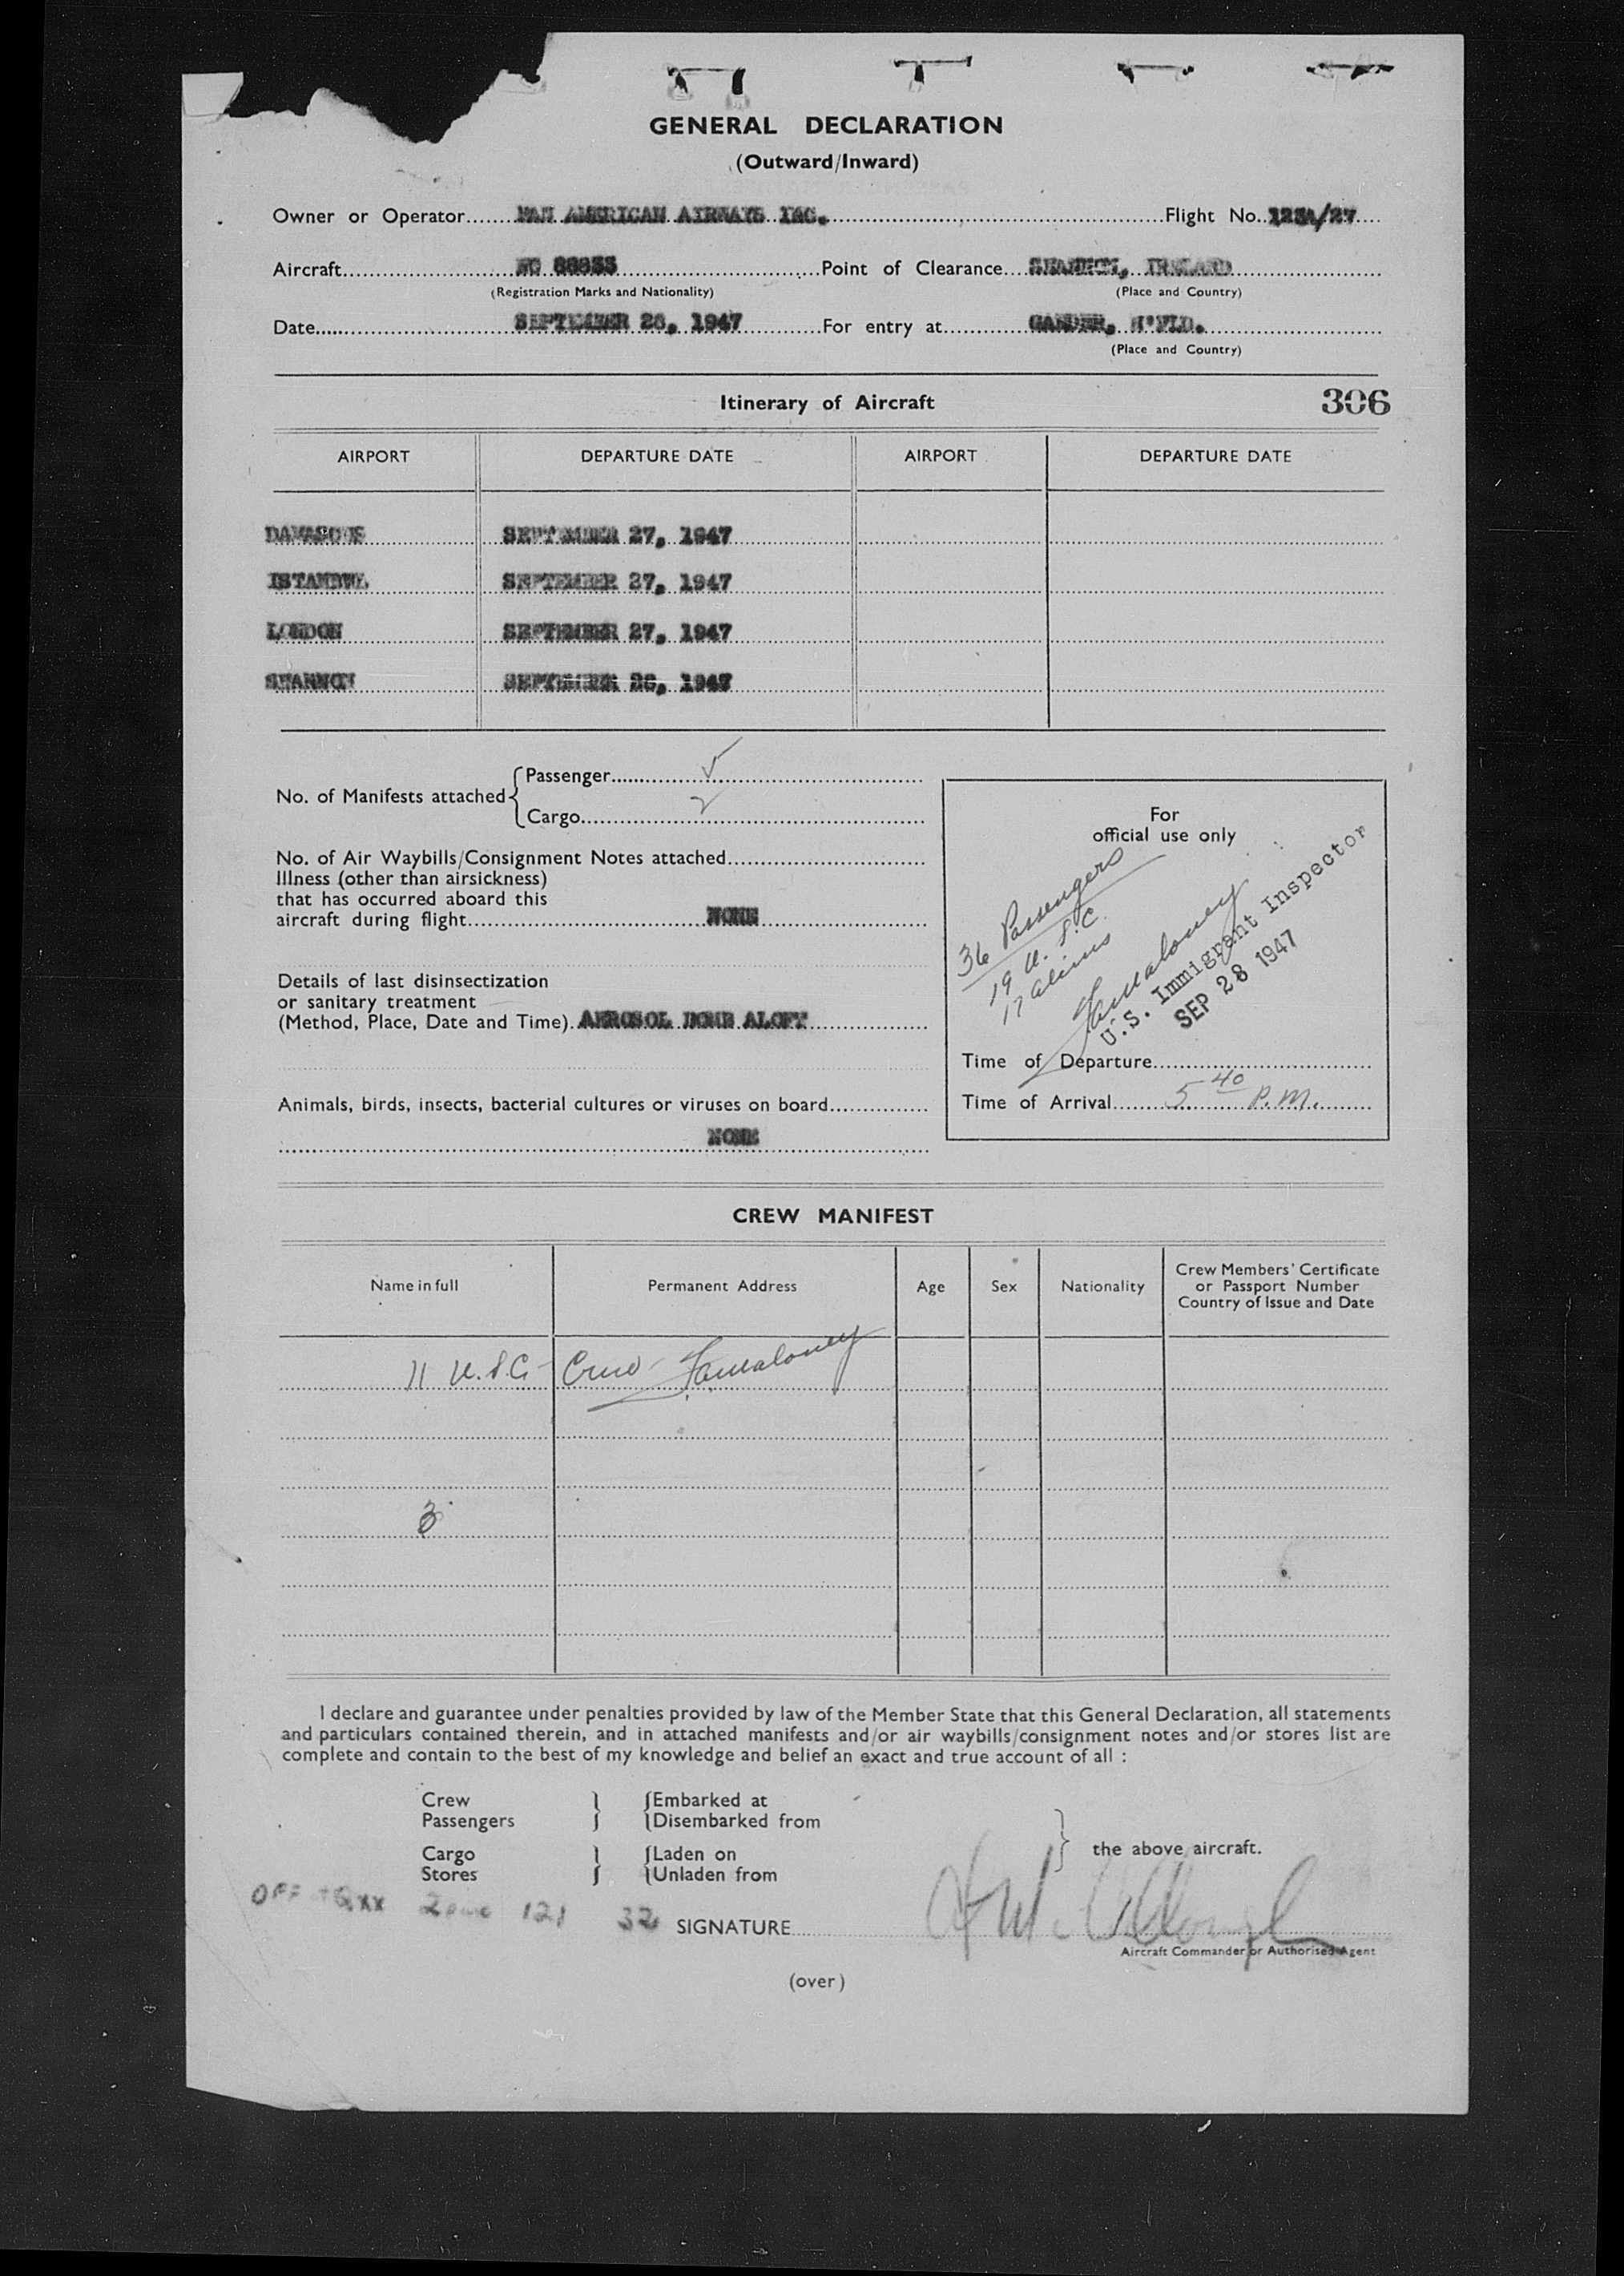 GENERAL DECLARATION
(Outward/Inward)
Owner or Operator PAN AMERICAN AIRWAYS INC. Flight No.
Aircraft NC 88833 Point of Clearance SHANNON, IRELAND
(Registration Marks and Nationality) (Place and Country)
Date SEPTEMBER 28, 1947 For entry at GANDER, N'FLD.
(Place and Country)
Itinerary of Aircraft 306
AIRPORT DEPARTURE DATE AIRPORT DEPARTURE DATE
DAMASCUS SEPTEMBER 27, 1947
ISTANBUL SEPTEMBER 27, 1947
LONDON SEPTEMBER 27, 1947
SHANNON SEPTEMBER 28, 1947
No. of Manifests attached
Passenger
Cargo 2
No. of Air Waybills/Consignment Notes attached
Illness (other than airsickness)
that has occurred aboard this
aircraft during flight NONE
Details of last disinsectization
or sanitary treatment
(Method, Place, Date and Time). AEROSOL BOMB ALOFT
Animals, birds, insects, bacterial cultures or viruses on board
NONE
For
official use only
36 Passengers
19 U.S.C.
17 aliens
U.S. Immigrant Inspector
SEP 28 1947
Time of Departure
Time of Arrival 5 40 P.M.
CREW MANIFEST
Name in full Permanent Address Age Sex Nationality Crew Members' Certificate
or Passport Number
Country of Issue and Date
11 U.S.C. Crew
3
I declare and guarantee under penalties provided by law of the Member State that this General Declaration, all statements
and particulars contained therein, and in attached manifests and/or air waybills/consignment notes and/or stores list are
complete and contain to the best of my knowledge and belief an exact and true account of all :
Crew Embarked at
Passengers Disembarked from
the above aircraft.
Cargo Laden on
Stores Unladen from
OFF 121 32 SIGNATURE
Aircraft Commander or Authorised Agent
(over)